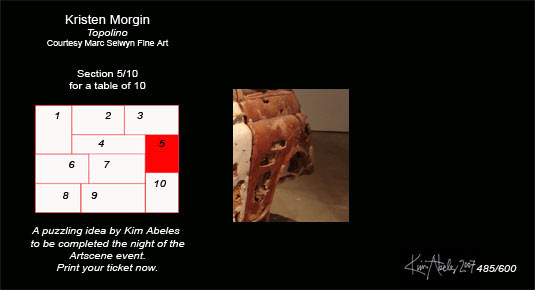 Kristen Morgin
Topolino
Courtesy Marc Selwyn Fine Art
Section 5/10
for a table of 10
1 2 3
4 5
6 7
8 9 10
A puzzling idea by Kim Abeles
to be completed the night of the
Artscene event.
Print your ticket now.
Kim Abeles 2007 485/600